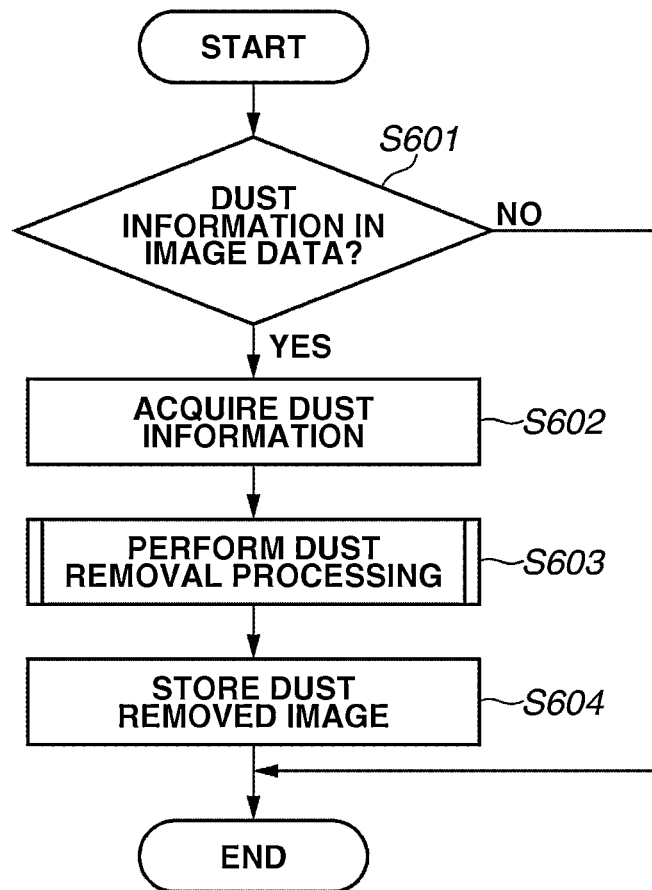 START
S601
DUST
INFORMATION IN
IMAGE DATA?
NO
YES
ACQUIRE DUST
INFORMATION
S602
PERFORM DUST
REMOVAL PROCESSING
S603
STORE DUST
REMOVED IMAGE
S604
END